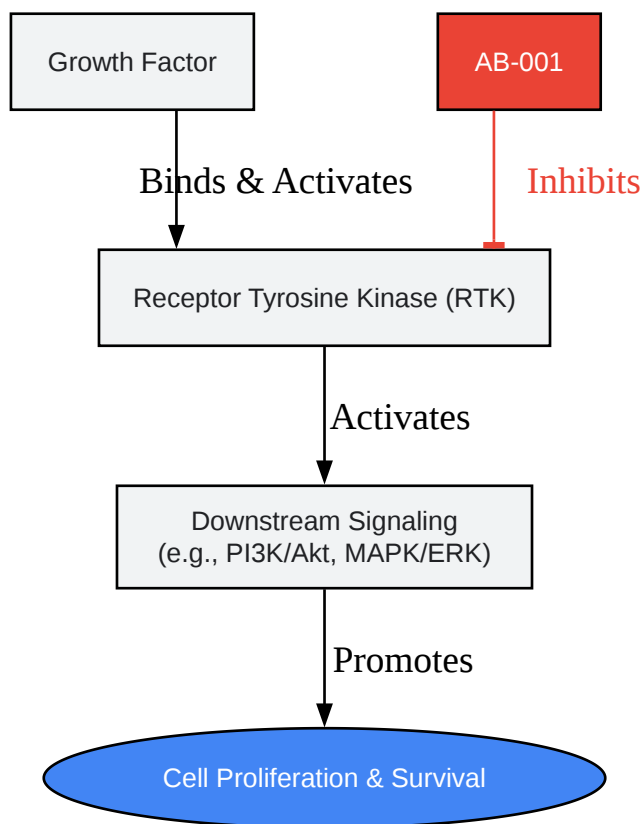 Growth Factor
AB-001
Binds & Activates
Inhibits
Receptor Tyrosine Kinase (RTK)
Activates
Downstream Signaling
(e.g., PI3K/Akt, MAPK/ERK)
Promotes
Cell Proliferation & Survival